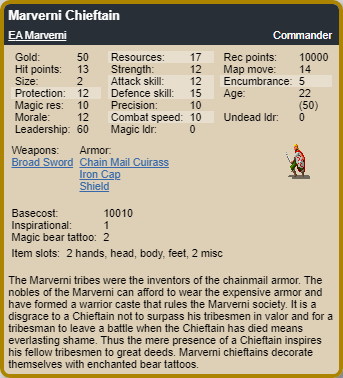 Marverni Chieftain
EA Marverni Commander
Gold: 50 Resources: 17 Rec points: 10000
Hit points: 13 Strength: 12 Map move: 14
Size: 2 Attack skill: 12 Encumbrance: 5
Protection: 12 Defence skill: 15 Age: 22
Magic res: 10 Precision: 10 (50)
Morale: 12 Combat speed: 10 Undead ldr: 0
Leadership: 60 Magic ldr: 0
Weapons: Armor:
Broad Sword Chain Mail Cuirass
Iron Cap
Shield
Basecost: 10010
Inspirational: 1
Magic bear tattoo: 2
Item slots: 2 hands, head, body, feet, 2 misc
The Marverni tribes were the inventors of the chainmail armor. The
nobles of the Marverni can afford to wear the expensive armor and
have formed a warrior caste that rules the Marverni society. It is a
disgrace to a Chieftain not to surpass his tribesmen in valor and for a
tribesman to leave a battle when the Chieftain has died means
everlasting shame. Thus the mere presence of a Chieftain inspires
his fellow tribesmen to great deeds. Marverni chieftains decorate
themselves with enchanted bear tattoos.